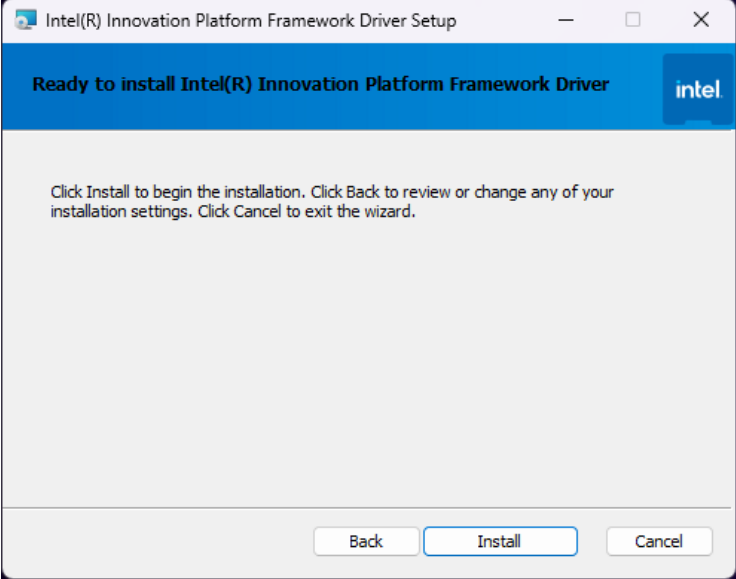 Intel(R) Innovation Platform Framework Driver Setup
Ready to install Intel(R) Innovation Platform Framework Driver
intel.
Click Install to begin the installation. Click Back to review or change any of your
installation settings. Click Cancel to exit the wizard.
Back
Install
Cancel